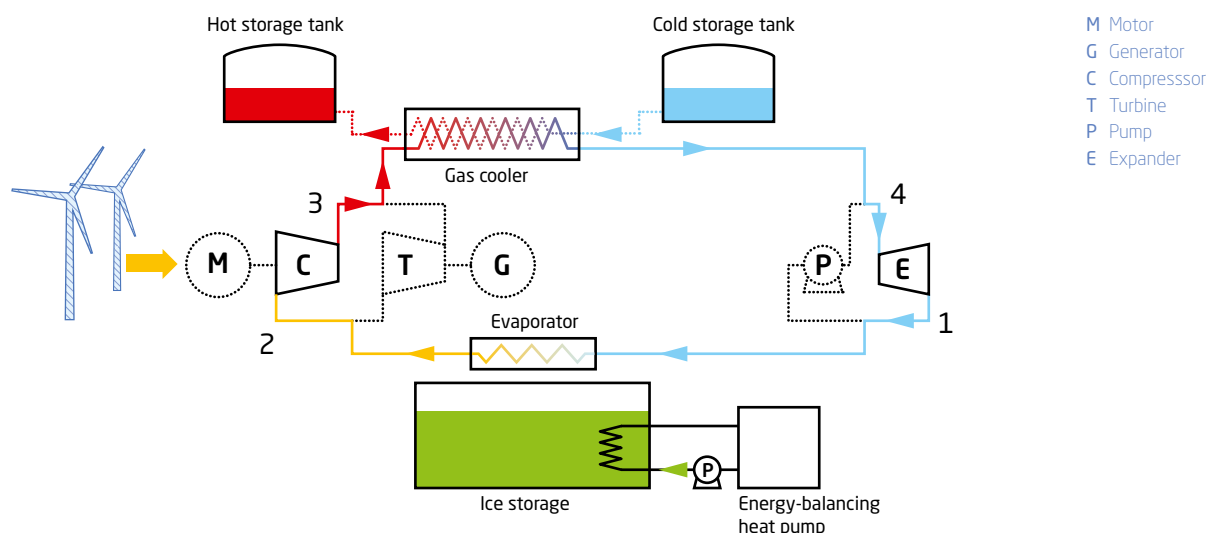 Hot storage tank
Cold storage tank
M Motor
G Generator
C Compresssor
T Turbine
P Pump
E Expander
Gas cooler
3
4
M
C
T
G
P
E
2
Evaporator
1
P
Ice storage
Energy-balancing
heat pump